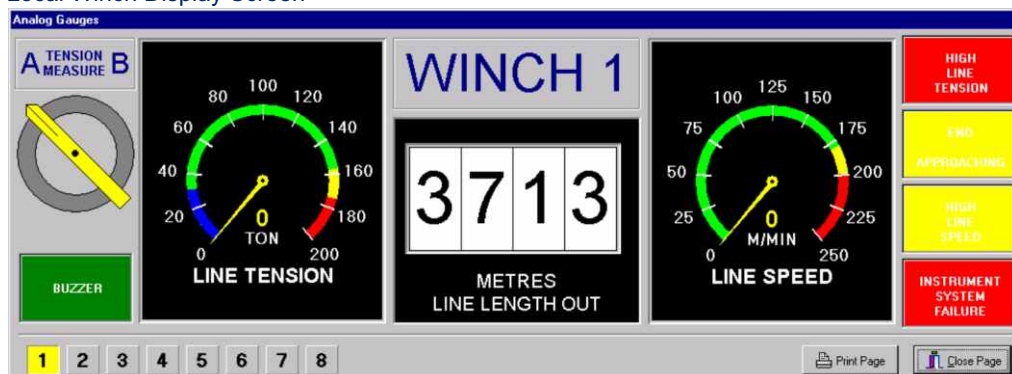 Local Winch Display Screen
Analog Gauges
A TENSION MEASURE B
BUZZER
0
20
40
60
80
100
120
140
160
180
200
0
TON
LINE TENSION
WINCH 1
3713
METRES
LINE LENGTH OUT
0
25
50
75
100
125
150
175
200
225
250
0
M/MIN
LINE SPEED
HIGH
LINE
TENSION
END
APPROACHING
HIGH
LINE
SPEED
INSTRUMENT
SYSTEM
FAILURE
1 2 3 4 5 6 7 8
Print Page
Close Page